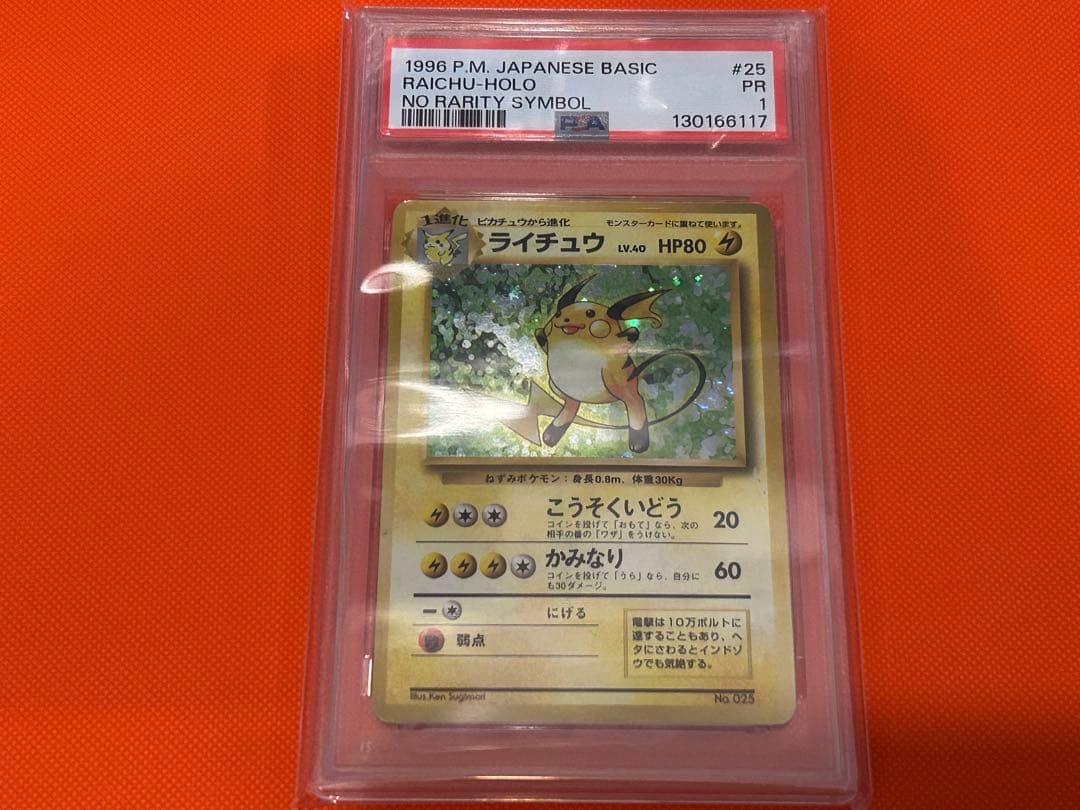 1996 P.M. JAPANESE BASIC #25
RAICHU-HOLO PR
NO RARITY SYMBOL 1
PSA 130166117
1進化 ピカチュウから進化 モンスターカードに重ねて使います。
ライチュウ LV.40 HP80
ねずみポケモン：身長0.8m、体重30Kg
こうそくいどう 20
コインを投げて「おもて」なら、次の
相手の番の「ワザ」をうけない。
かみなり 60
コインを投げて「うら」なら、自分に
も30ダメージ。
ー にげる
弱点
電撃は10万ボルトに
達することもあり、ヘ
タにさわるとインドゾ
ウでも気絶する。
Illus.Ken Sugimori No.025